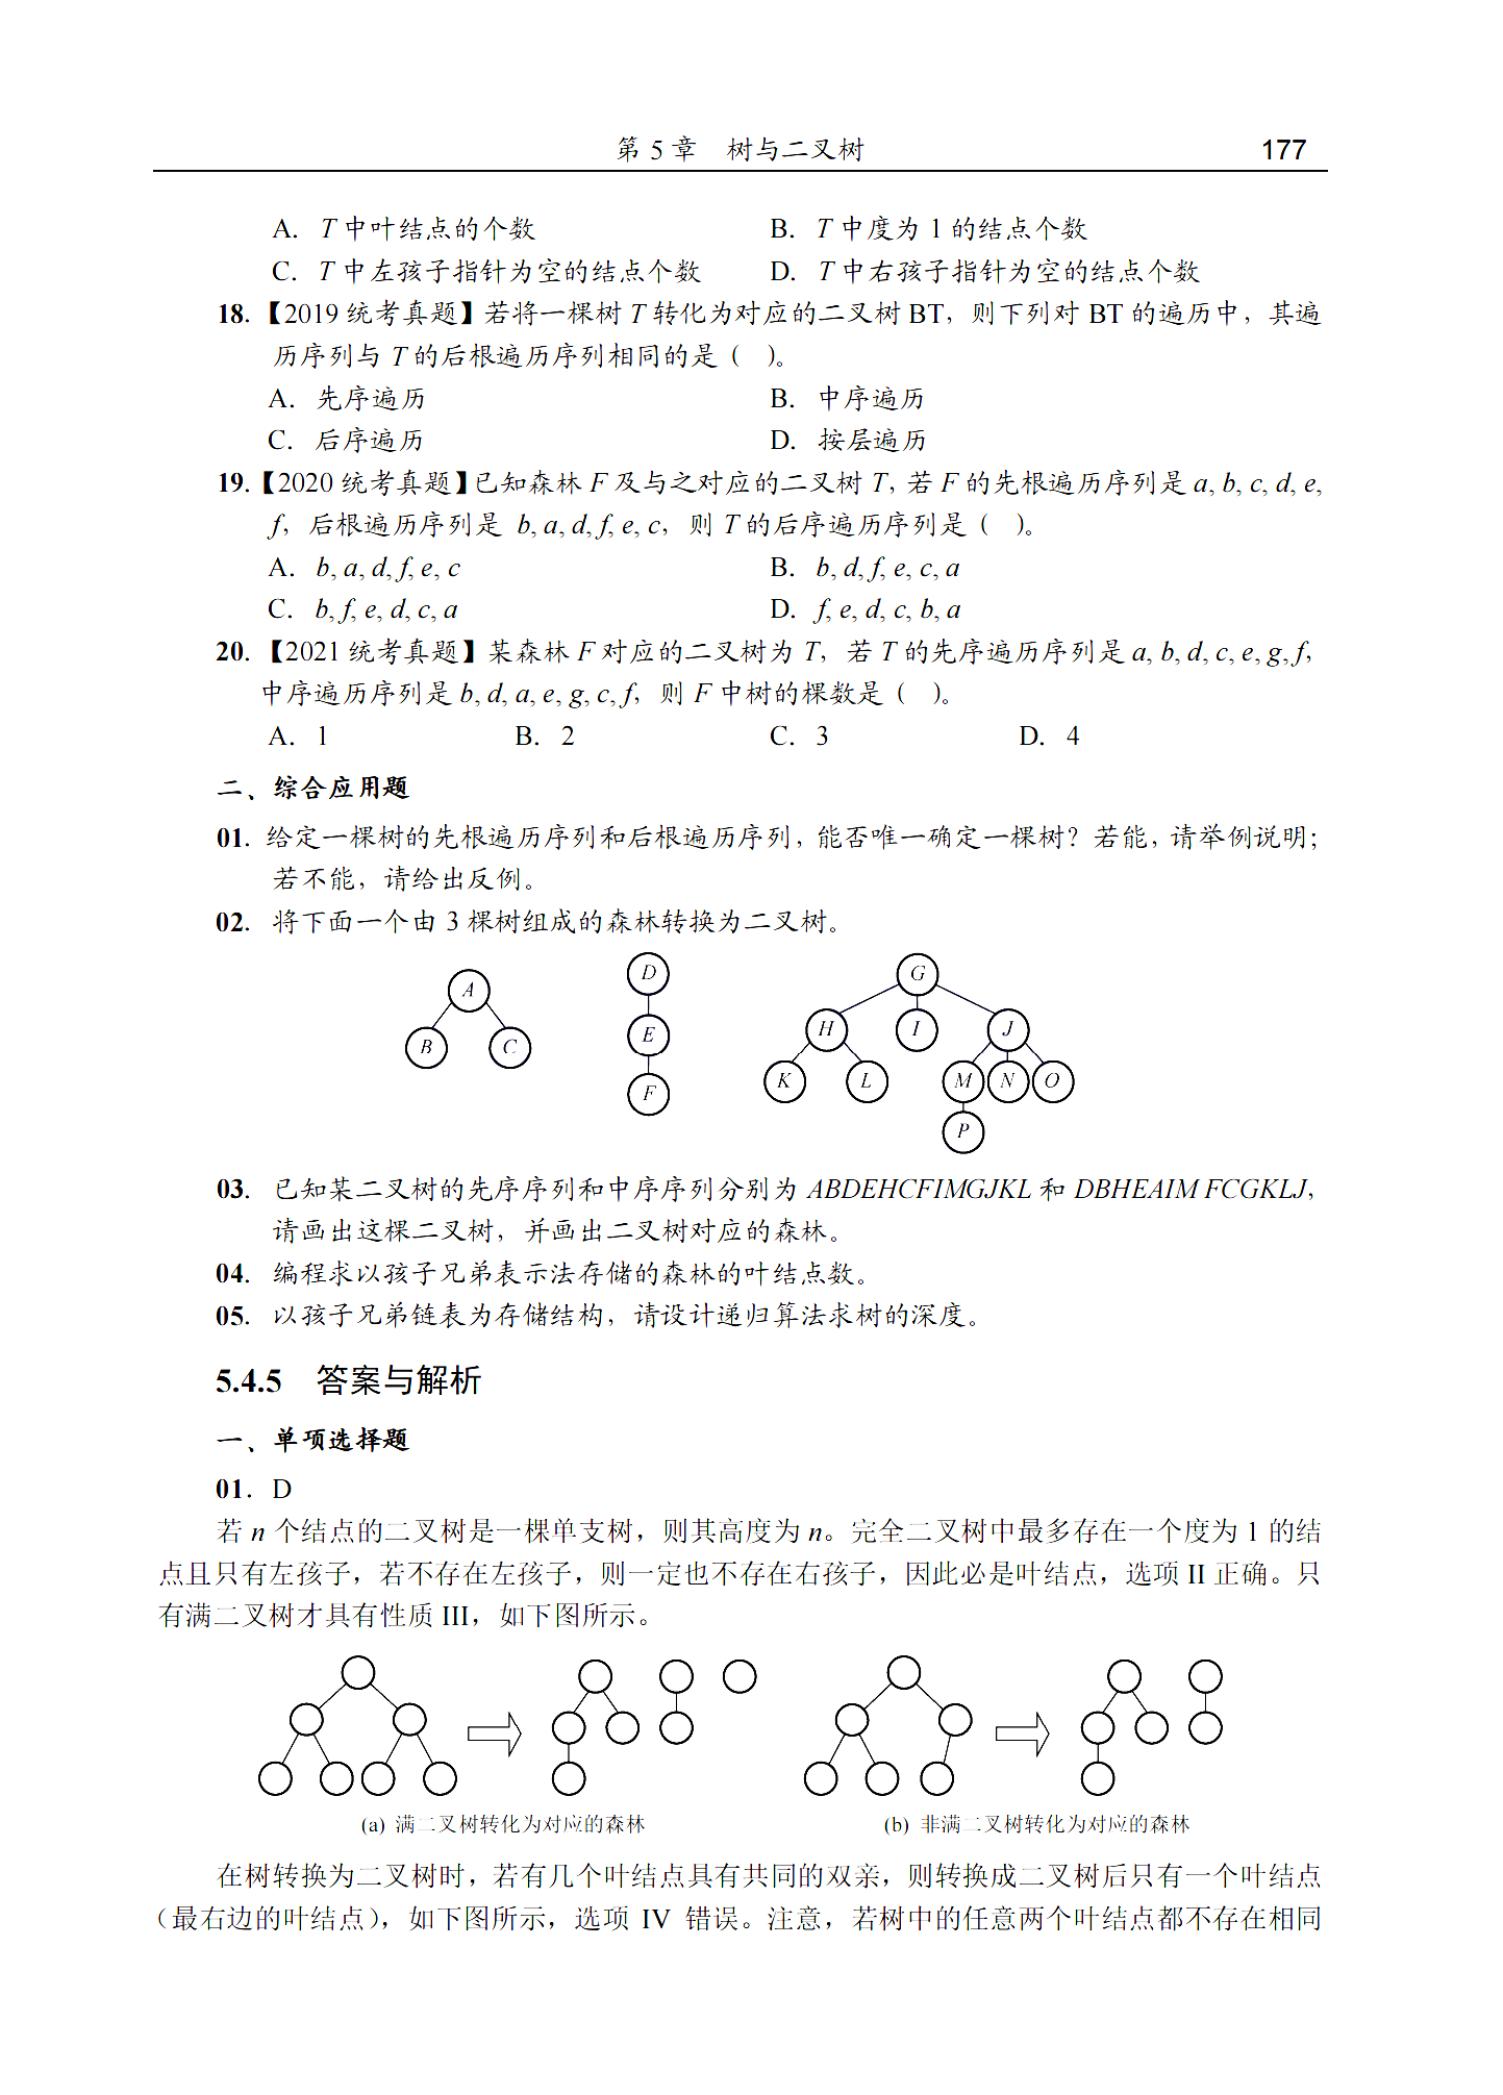 第 5 章 树与二叉树 177
A. T 中叶结点的个数 B. T 中度为 1 的结点个数
C. T 中左孩子指针为空的结点个数 D. T 中右孩子指针为空的结点个数
18.【2019 统考真题】若将一棵树 T 转化为对应的二叉树 BT，则下列对 BT 的遍历中，其遍
历序列与 T 的后根遍历序列相同的是（ ）。
A. 先序遍历 B. 中序遍历
C. 后序遍历 D. 按层遍历
19.【2020 统考真题】已知森林 F 及与之对应的二叉树 T，若 F 的先根遍历序列是 a, b, c, d, e,
f，后根遍历序列是 b, a, d, f, e, c，则 T 的后序遍历序列是（ ）。
A. b, a, d, f, e, c B. b, d, f, e, c, a
C. b, f, e, d, c, a D. f, e, d, c, b, a
20.【2021 统考真题】某森林 F 对应的二叉树为 T，若 T 的先序遍历序列是 a, b, d, c, e, g, f，
中序遍历序列是 b, d, a, e, g, c, f，则 F 中树的棵数是（ ）。
A. 1 B. 2 C. 3 D. 4
二、综合应用题
01. 给定一棵树的先根遍历序列和后根遍历序列，能否唯一确定一棵树？若能，请举例说明；
若不能，请给出反例。
02. 将下面一个由 3 棵树组成的森林转换为二叉树。
A D G
B C E H I J
F K L M N O
P
03. 已知某二叉树的先序序列和中序序列分别为 ABDEHCFIMGJKL 和 DBHEAIMFCGKLJ，
请画出这棵二叉树，并画出二叉树对应的森林。
04. 编程求以孩子兄弟表示法存储的森林的叶结点数。
05. 以孩子兄弟链表为存储结构，请设计递归算法求树的深度。
5.4.5 答案与解析
一、单项选择题
01. D
若 n 个结点的二叉树是一棵单支树，则其高度为 n。完全二叉树中最多存在一个度为 1 的结
点且只有左孩子，若不存在左孩子，则一定也不存在右孩子，因此必是叶结点，选项 II 正确。只
有满二叉树才具有性质 III，如下图所示。
(a) 满二叉树转化为对应的森林 (b) 非满二叉树转化为对应的森林
在树转换为二叉树时，若有几个叶结点具有共同的双亲，则转换成二叉树后只有一个叶结点
（最右边的叶结点），如下图所示，选项 IV 错误。注意，若树中的任意两个叶结点都不存在相同